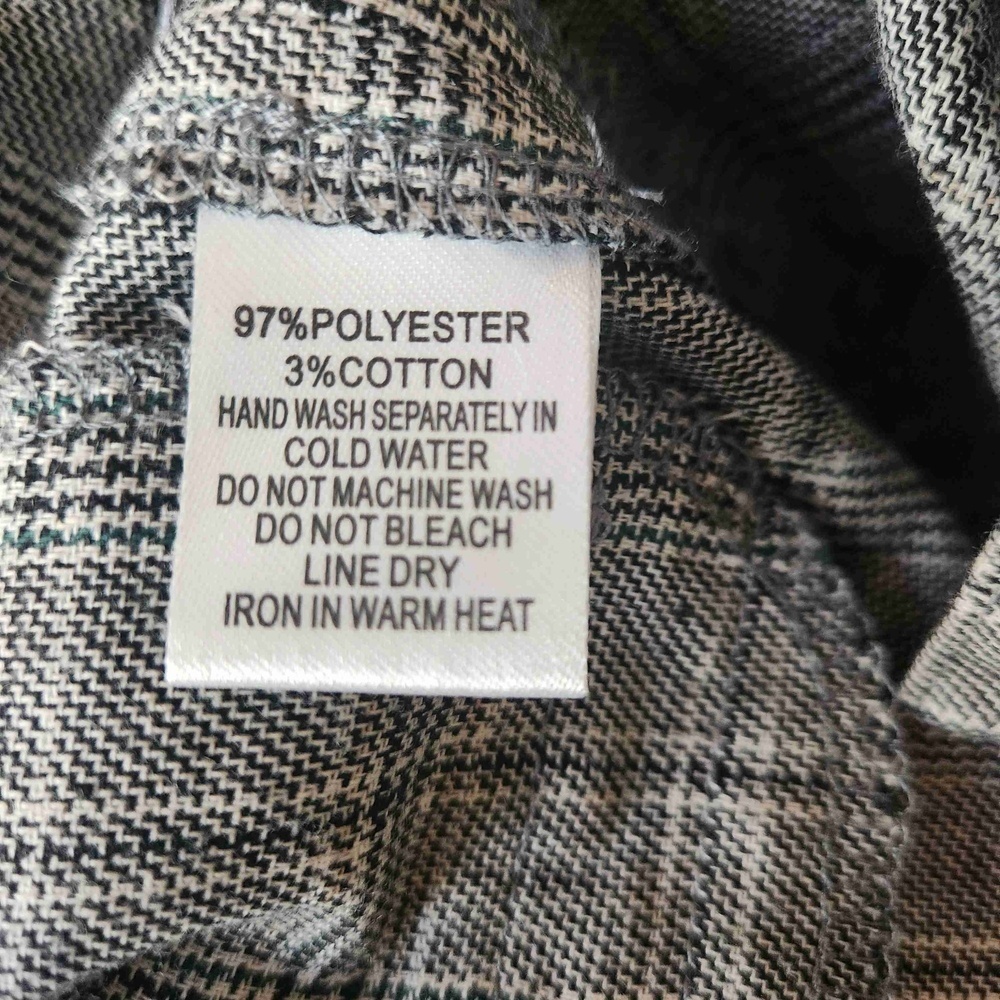 97%POLYESTER
3%COTTON
HAND WASH SEPARATELY IN
COLD WATER
DO NOT MACHINE WASH
DO NOT BLEACH
LINE DRY
IRON IN WARM HEAT